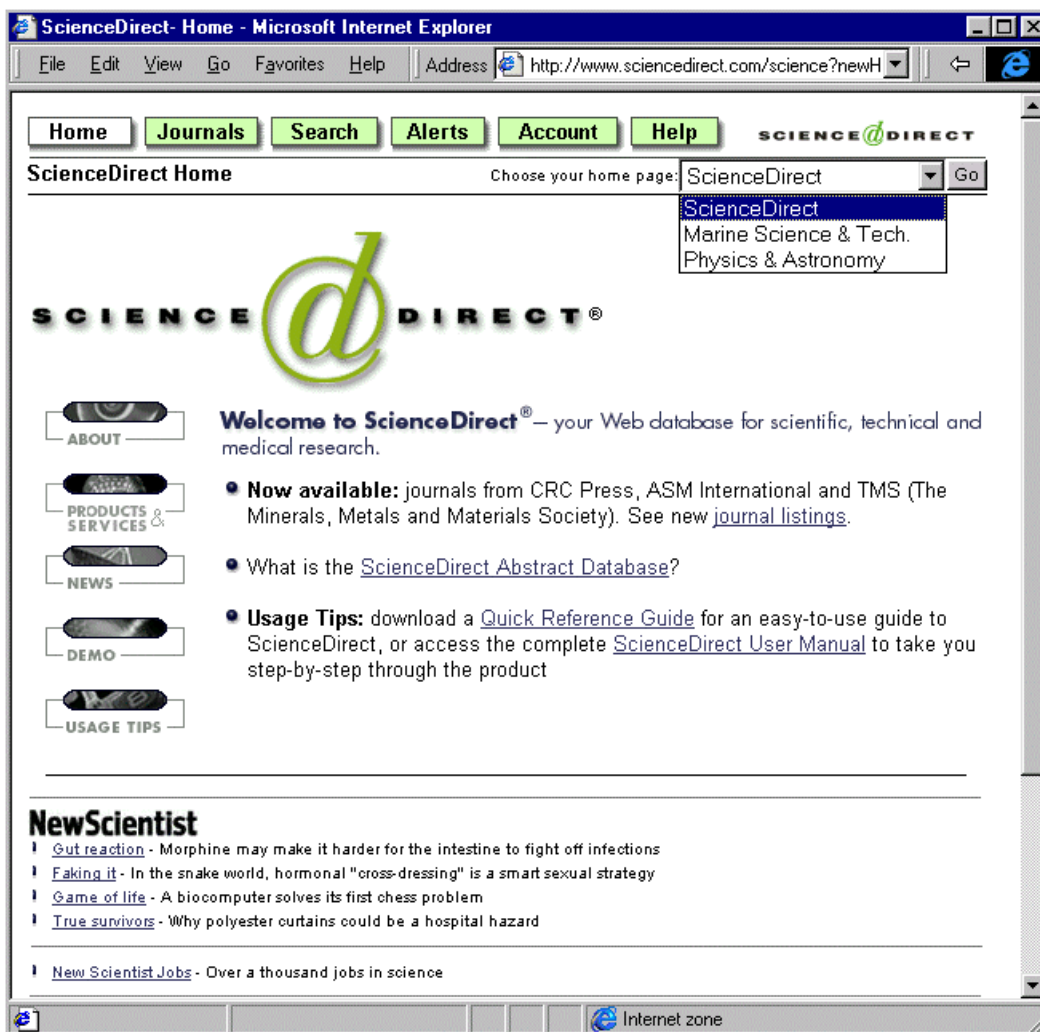 ScienceDirect- Home - Microsoft Internet Explorer
File Edit View Go Favorites Help Address http://www.sciencedirect.com/science?newH
Home Journals Search Alerts Account Help SCIENCE @ DIRECT
ScienceDirect Home Choose your home page: ScienceDirect Go
ScienceDirect
Marine Science & Tech.
Physics & Astronomy
SCIENCE @ DIRECT®
ABOUT
PRODUCTS & SERVICES
NEWS
DEMO
USAGE TIPS
Welcome to ScienceDirect® – your Web database for scientific, technical and
medical research.
Now available: journals from CRC Press, ASM International and TMS (The
Minerals, Metals and Materials Society). See new journal listings.
What is the ScienceDirect Abstract Database?
Usage Tips: download a Quick Reference Guide for an easy-to-use guide to
ScienceDirect, or access the complete ScienceDirect User Manual to take you
step-by-step through the product
NewScientist
Gut reaction - Morphine may make it harder for the intestine to fight off infections
Faking it - In the snake world, hormonal "cross-dressing" is a smart sexual strategy
Game of life - A biocomputer solves its first chess problem
True survivors - Why polyester curtains could be a hospital hazard
New Scientist Jobs - Over a thousand jobs in science
Internet zone